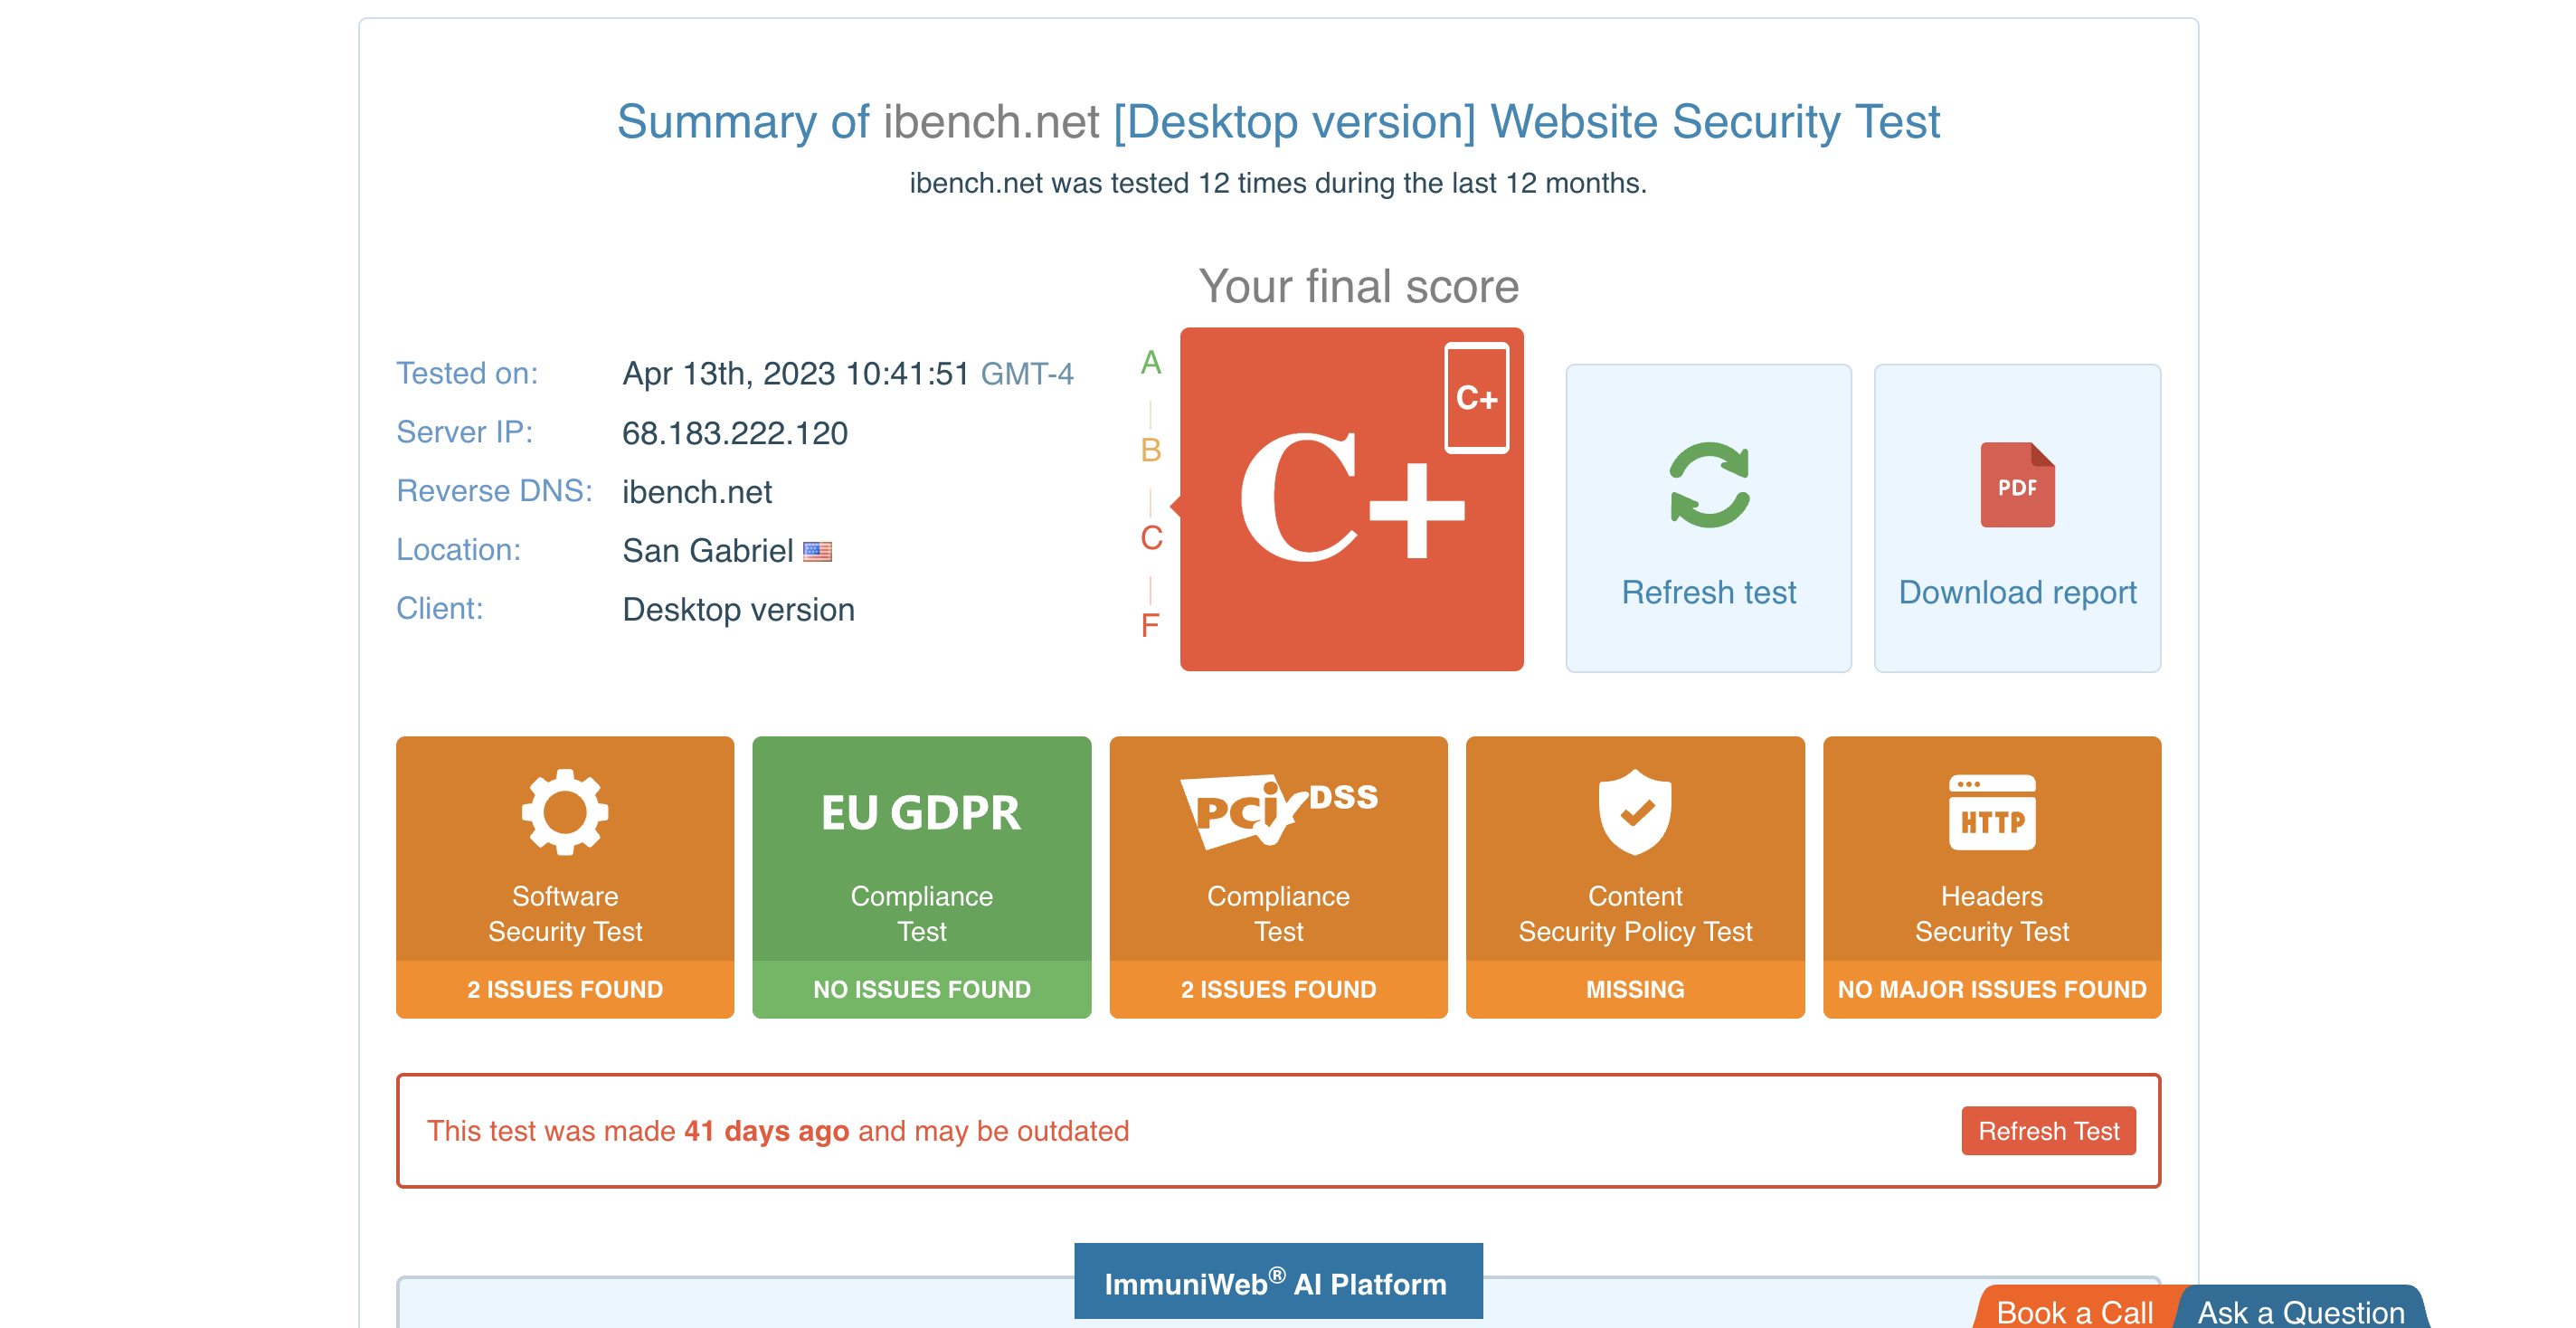 Summary of ibench.net [Desktop version] Website Security Test
ibench.net was tested 12 times during the last 12 months.
Your final score
Tested on: Apr 13th, 2023 10:41:51 GMT-4
Server IP: 68.183.222.120
Reverse DNS: ibench.net
Location: San Gabriel
Client: Desktop version
A
B
C
F
C+
C+
Refresh test
PDF
Download report
Software
Security Test
2 ISSUES FOUND
EU GDPR
Compliance
Test
NO ISSUES FOUND
PCi DSS
Compliance
Test
2 ISSUES FOUND
Content
Security Policy Test
MISSING
HTTP
Headers
Security Test
NO MAJOR ISSUES FOUND
This test was made 41 days ago and may be outdated
Refresh Test
ImmuniWeb® AI Platform
Book a Call
Ask a Question